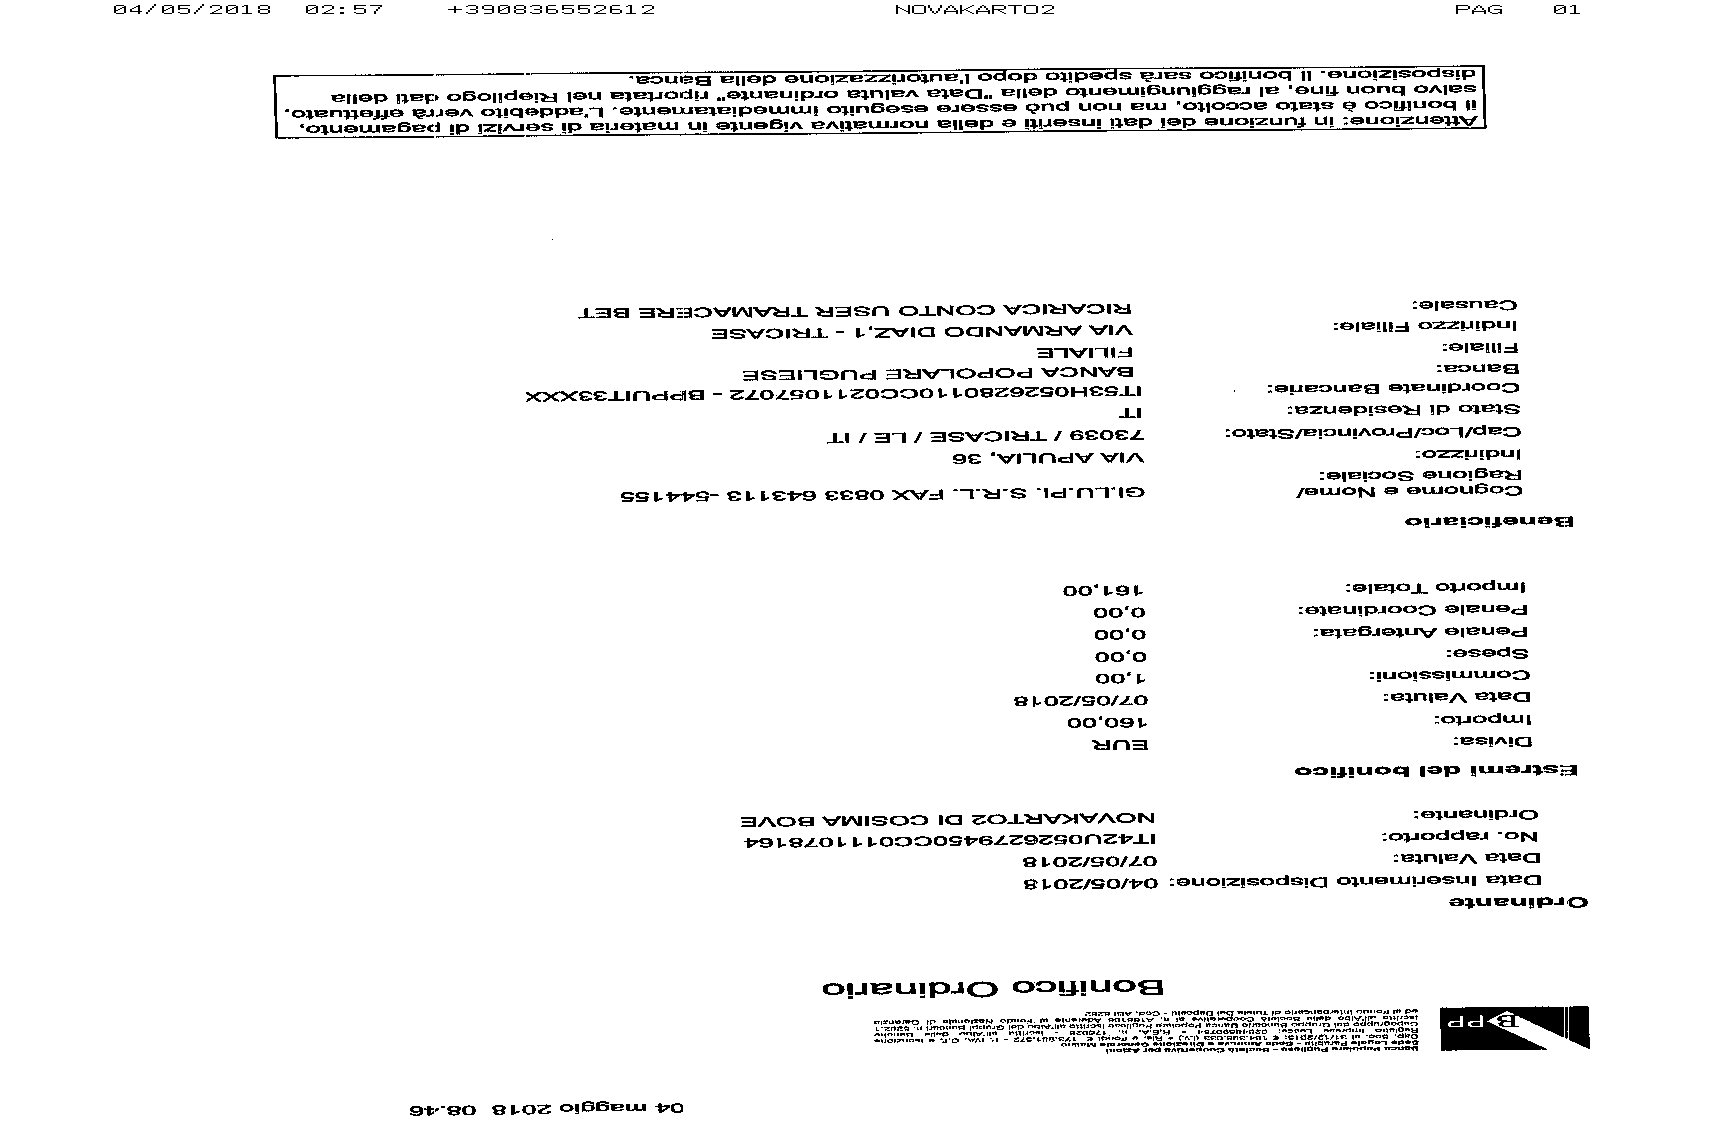 04/05/2018 02:57 +390836552612 NOVAKARTO2 PAG 01
04 maggio 2018 08.46
BPP
Banca Popolare Pugliese - Società Cooperativa per azioni
Bonifico Ordinario
Ordinante
Data Inserimento Disposizione: 04/05/2018
Data Valuta: 07/05/2018
No. rapporto: IT42U0526279450CC0111078164
Ordinante: NOVAKARTO2 DI COSIMA BOVE
Estremi del bonifico
Divisa: EUR
Importo: 160,00
Data Valuta: 07/05/2018
Commissioni: 1,00
Spese: 0,00
Penale Antergata: 0,00
Penale Coordinate: 0,00
Importo Totale: 161,00
Beneficiario
Cognome e Nome/ GI.LU.PI. S.R.L. FAX 0833 643113 -544155
Ragione Sociale:
Indirizzo: VIA APULIA, 36
Cap/Loc/Provincia/Stato: 73039 / TRICASE / LE / IT
Stato di Residenza: IT
Coordinate Bancarie: IT53H0526280110CC0211057072 - BPPUIT33XXX
Banca: BANCA POPOLARE PUGLIESE
Filiale: FILIALE
Indirizzo Filiale: VIA ARMANDO DIAZ,1 - TRICASE
Causale: RICARICA CONTO USER TRAMACERE BET
Attenzione: in funzione dei dati inseriti e della normativa vigente in materia di servizi di pagamento,
il bonifico è stato accolto, ma non può essere eseguito immediatamente. L'addebito verrà effettuato,
salvo buon fine, al raggiungimento della "Data valuta ordinante" riportata nel Riepilogo dati della
disposizione. Il bonifico sarà spedito dopo l'autorizzazione della Banca.